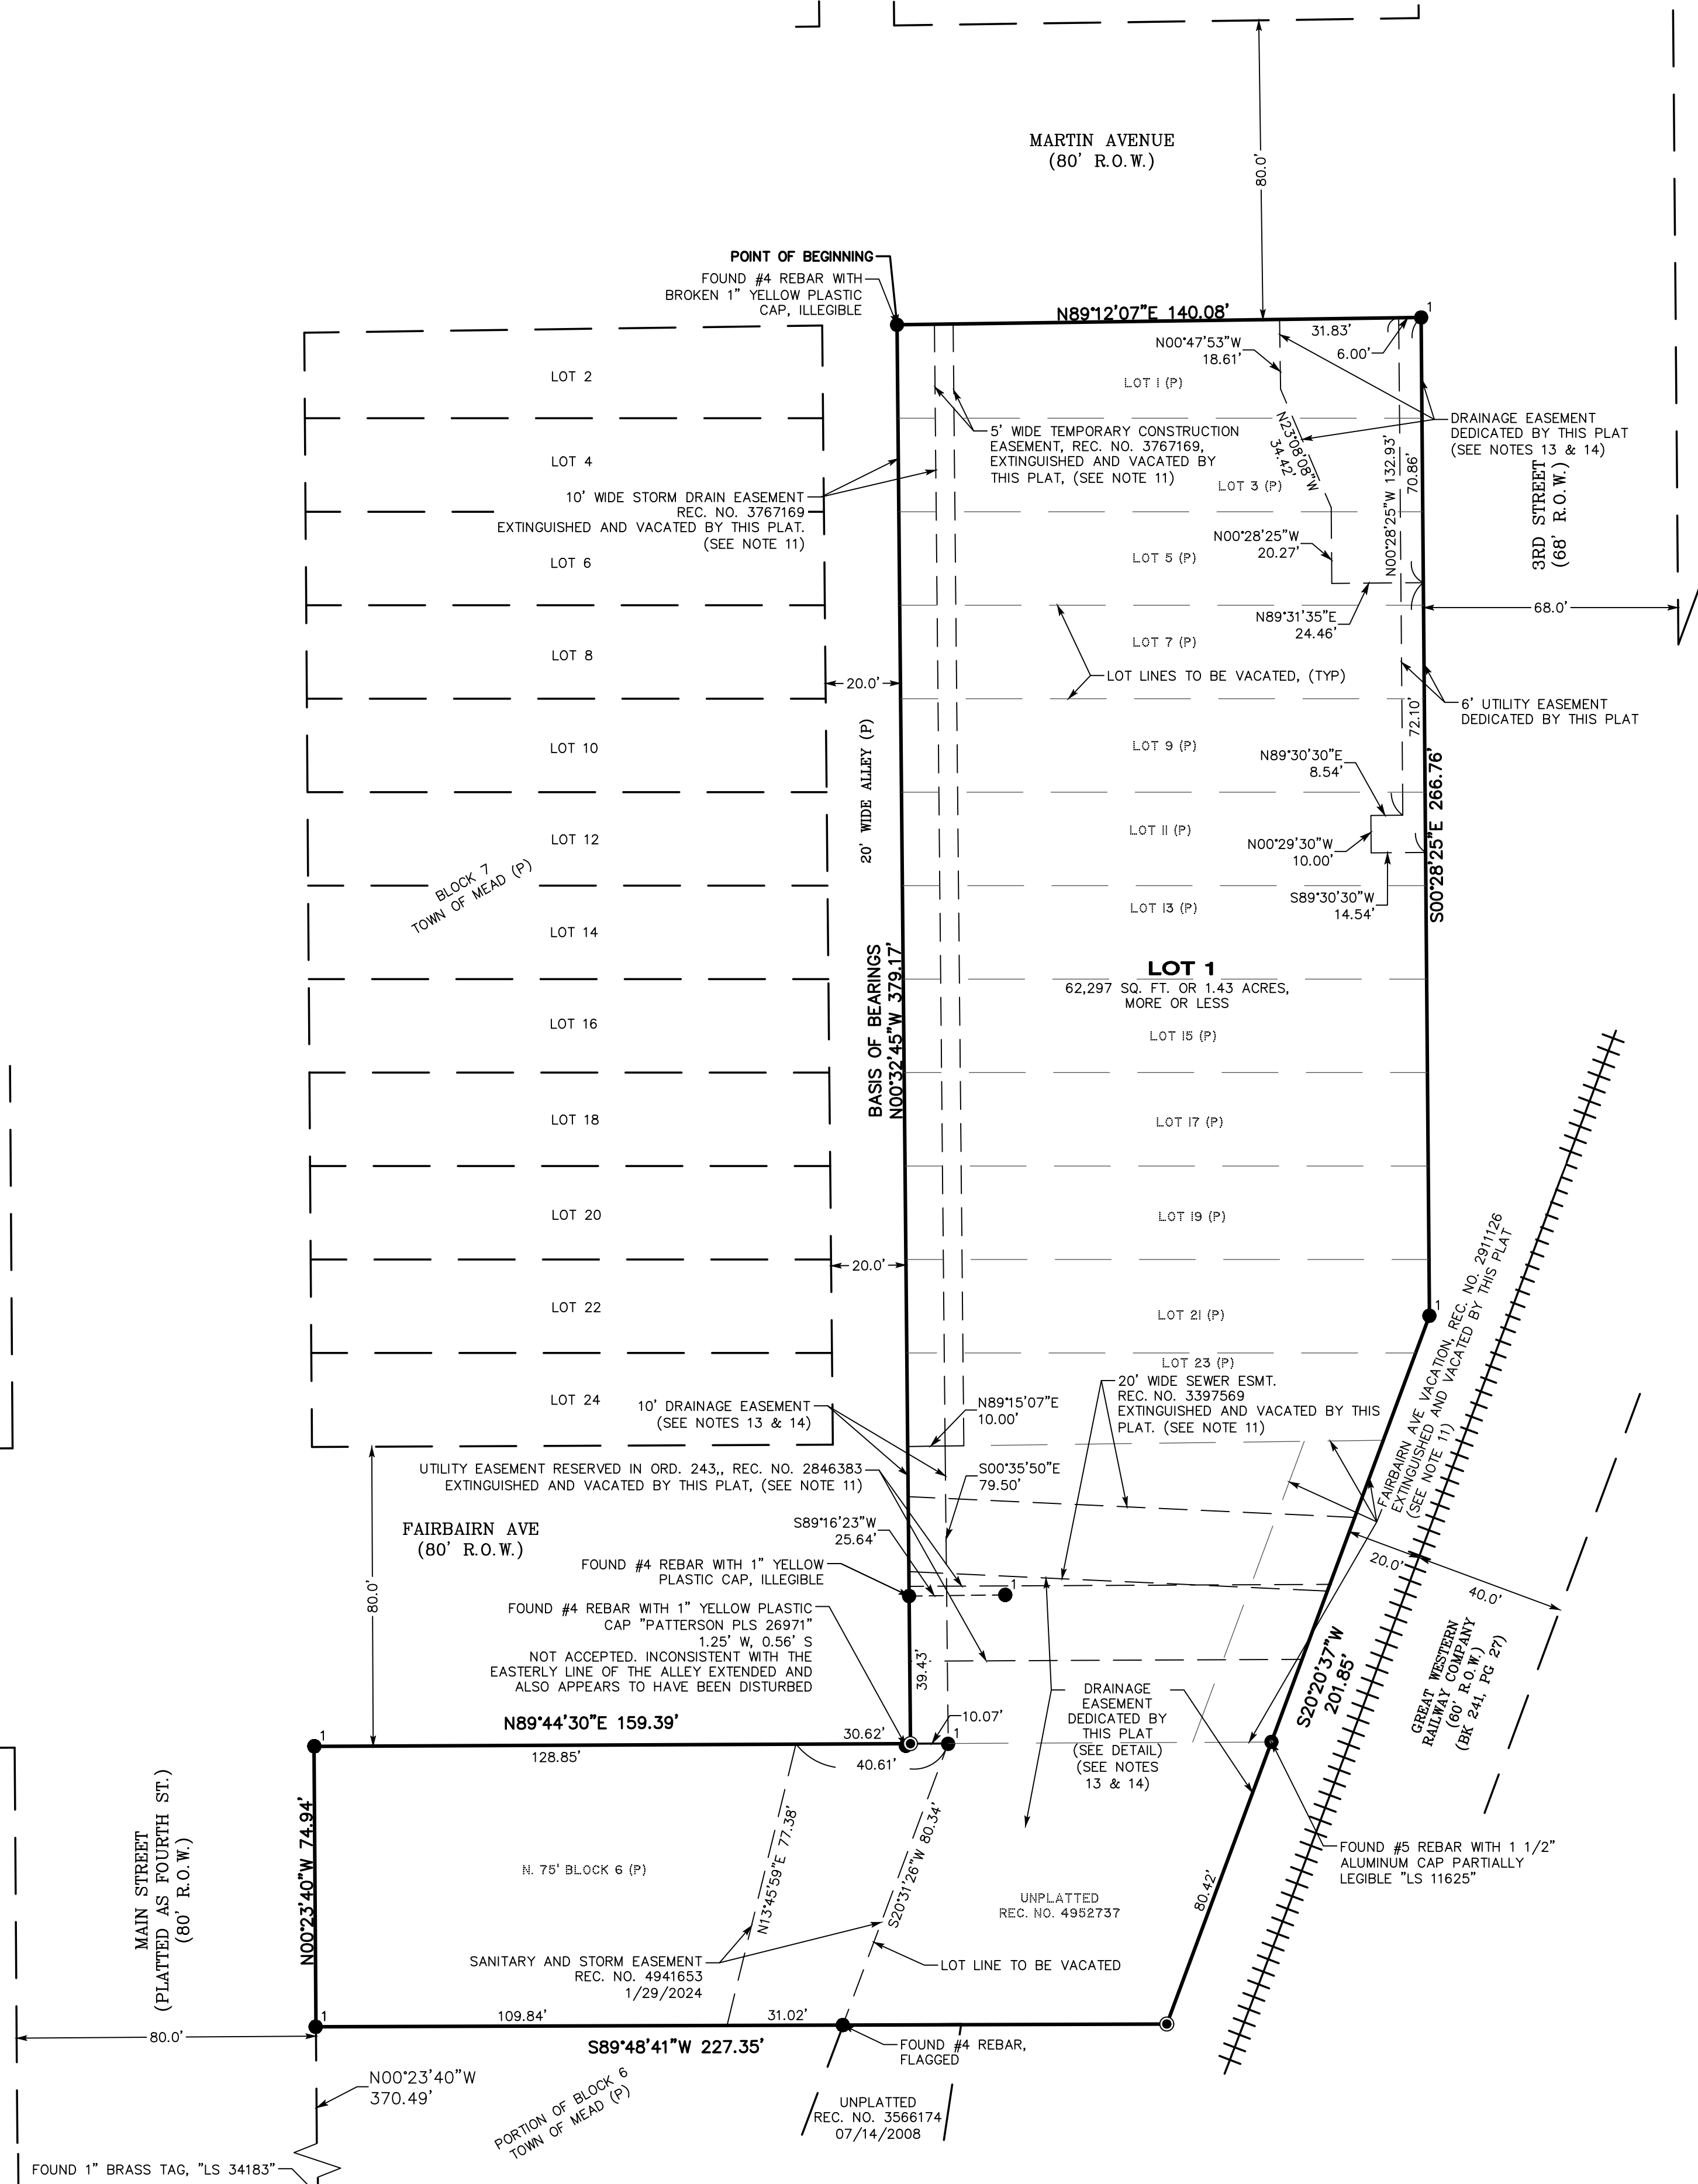 MARTIN AVENUE
(80' R.O.W.)
80.0'
POINT OF BEGINNING
FOUND #4 REBAR WITH
BROKEN 1" YELLOW PLASTIC
CAP, ILLEGIBLE
N89°12'07"E 140.08'
1
31.83'
6.00'
N00°47'53"W
18.61'
LOT 2
LOT 4
LOT 6
LOT 8
LOT 10
LOT 12
LOT 14
LOT 16
LOT 18
LOT 20
LOT 22
LOT 24
BLOCK 7
TOWN OF MEAD (P)
LOT 1 (P)
LOT 3 (P)
LOT 5 (P)
LOT 7 (P)
LOT 9 (P)
LOT 11 (P)
LOT 13 (P)
LOT 15 (P)
LOT 17 (P)
LOT 19 (P)
LOT 21 (P)
LOT 23 (P)
5' WIDE TEMPORARY CONSTRUCTION
EASEMENT, REC. NO. 3767169,
EXTINGUISHED AND VACATED BY
THIS PLAT, (SEE NOTE 11)
10' WIDE STORM DRAIN EASEMENT
REC. NO. 3767169
EXTINGUISHED AND VACATED BY THIS PLAT.
(SEE NOTE 11)
N23°08'08"W
34.42'
N00°28'25"W 132.93'
70.86'
DRAINAGE EASEMENT
DEDICATED BY THIS PLAT
(SEE NOTES 13 & 14)
3RD STREET
(68' R.O.W.)
68.0'
N00°28'25"W
20.27'
N89°31'35"E
24.46'
LOT LINES TO BE VACATED, (TYP)
6' UTILITY EASEMENT
DEDICATED BY THIS PLAT
72.10'
20.0'
20' WIDE ALLEY (P)
N89°30'30"E
8.54'
N00°29'30"W
10.00'
S89°30'30"W
14.54'
S00°28'25"E 266.76'
BASIS OF BEARINGS
N00°32'45"W 379.17'
LOT 1
62,297 SQ. FT. OR 1.43 ACRES,
MORE OR LESS
20.0'
1
FAIRBAIRN AVE VACATION, REC. NO. 2911126
EXTINGUISHED AND VACATED BY THIS PLAT
(SEE NOTE 11)
20' WIDE SEWER ESMT.
REC. NO. 3397569
EXTINGUISHED AND VACATED BY THIS
PLAT. (SEE NOTE 11)
N89°15'07"E
10.00'
10' DRAINAGE EASEMENT
(SEE NOTES 13 & 14)
UTILITY EASEMENT RESERVED IN ORD. 243,, REC. NO. 2846383
EXTINGUISHED AND VACATED BY THIS PLAT, (SEE NOTE 11)
S00°35'50"E
79.50'
S89°16'23"W
25.64'
FAIRBAIRN AVE
(80' R.O.W.)
80.0'
FOUND #4 REBAR WITH 1" YELLOW
PLASTIC CAP, ILLEGIBLE
1
FOUND #4 REBAR WITH 1" YELLOW PLASTIC
CAP "PATTERSON PLS 26971"
1.25' W, 0.56' S
NOT ACCEPTED. INCONSISTENT WITH THE
EASTERLY LINE OF THE ALLEY EXTENDED AND
ALSO APPEARS TO HAVE BEEN DISTURBED
39.43'
20.0'
40.0'
GREAT WESTERN
RAILWAY COMPANY
(60' R.O.W.)
(BK 241, PG 27)
S20°20'37"W
201.85'
DRAINAGE
EASEMENT
DEDICATED BY
THIS PLAT
(SEE DETAIL)
(SEE NOTES
13 & 14)
1
N89°44'30"E 159.39'
128.85'
30.62'
10.07'
1
40.61'
MAIN STREET
(PLATTED AS FOURTH ST.)
(80' R.O.W.)
N00°23'40"W 74.94'
N. 75' BLOCK 6 (P)
N13°45'59"E 77.38'
S20°31'26"W 80.34'
UNPLATTED
REC. NO. 4952737
80.42'
FOUND #5 REBAR WITH 1 1/2"
ALUMINUM CAP PARTIALLY
LEGIBLE "LS 11625"
SANITARY AND STORM EASEMENT
REC. NO. 4941653
1/29/2024
LOT LINE TO BE VACATED
1
109.84'
31.02'
80.0'
S89°48'41"W 227.35'
FOUND #4 REBAR,
FLAGGED
N00°23'40"W
370.49'
PORTION OF BLOCK 6
TOWN OF MEAD (P)
UNPLATTED
REC. NO. 3566174
07/14/2008
FOUND 1" BRASS TAG, "LS 34183"